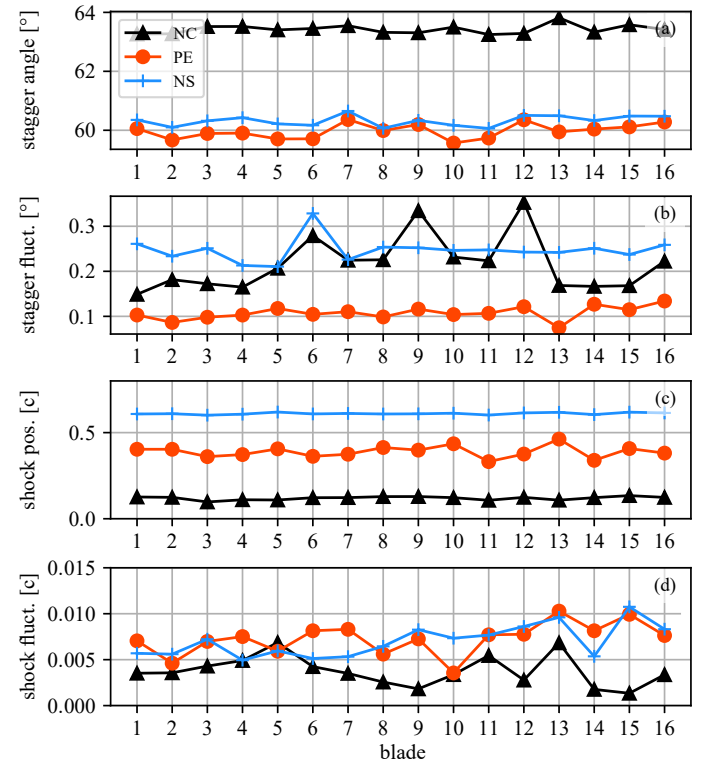 stagger angle [°]
64
62
60
(a)
NC
PE
NS
1 2 3 4 5 6 7 8 9 10 11 12 13 14 15 16
stagger fluct. [°]
0.3
0.2
0.1
(b)
1 2 3 4 5 6 7 8 9 10 11 12 13 14 15 16
shock pos. [c]
0.5
0.0
(c)
1 2 3 4 5 6 7 8 9 10 11 12 13 14 15 16
shock fluct. [c]
0.015
0.010
0.005
0.000
(d)
1 2 3 4 5 6 7 8 9 10 11 12 13 14 15 16
blade